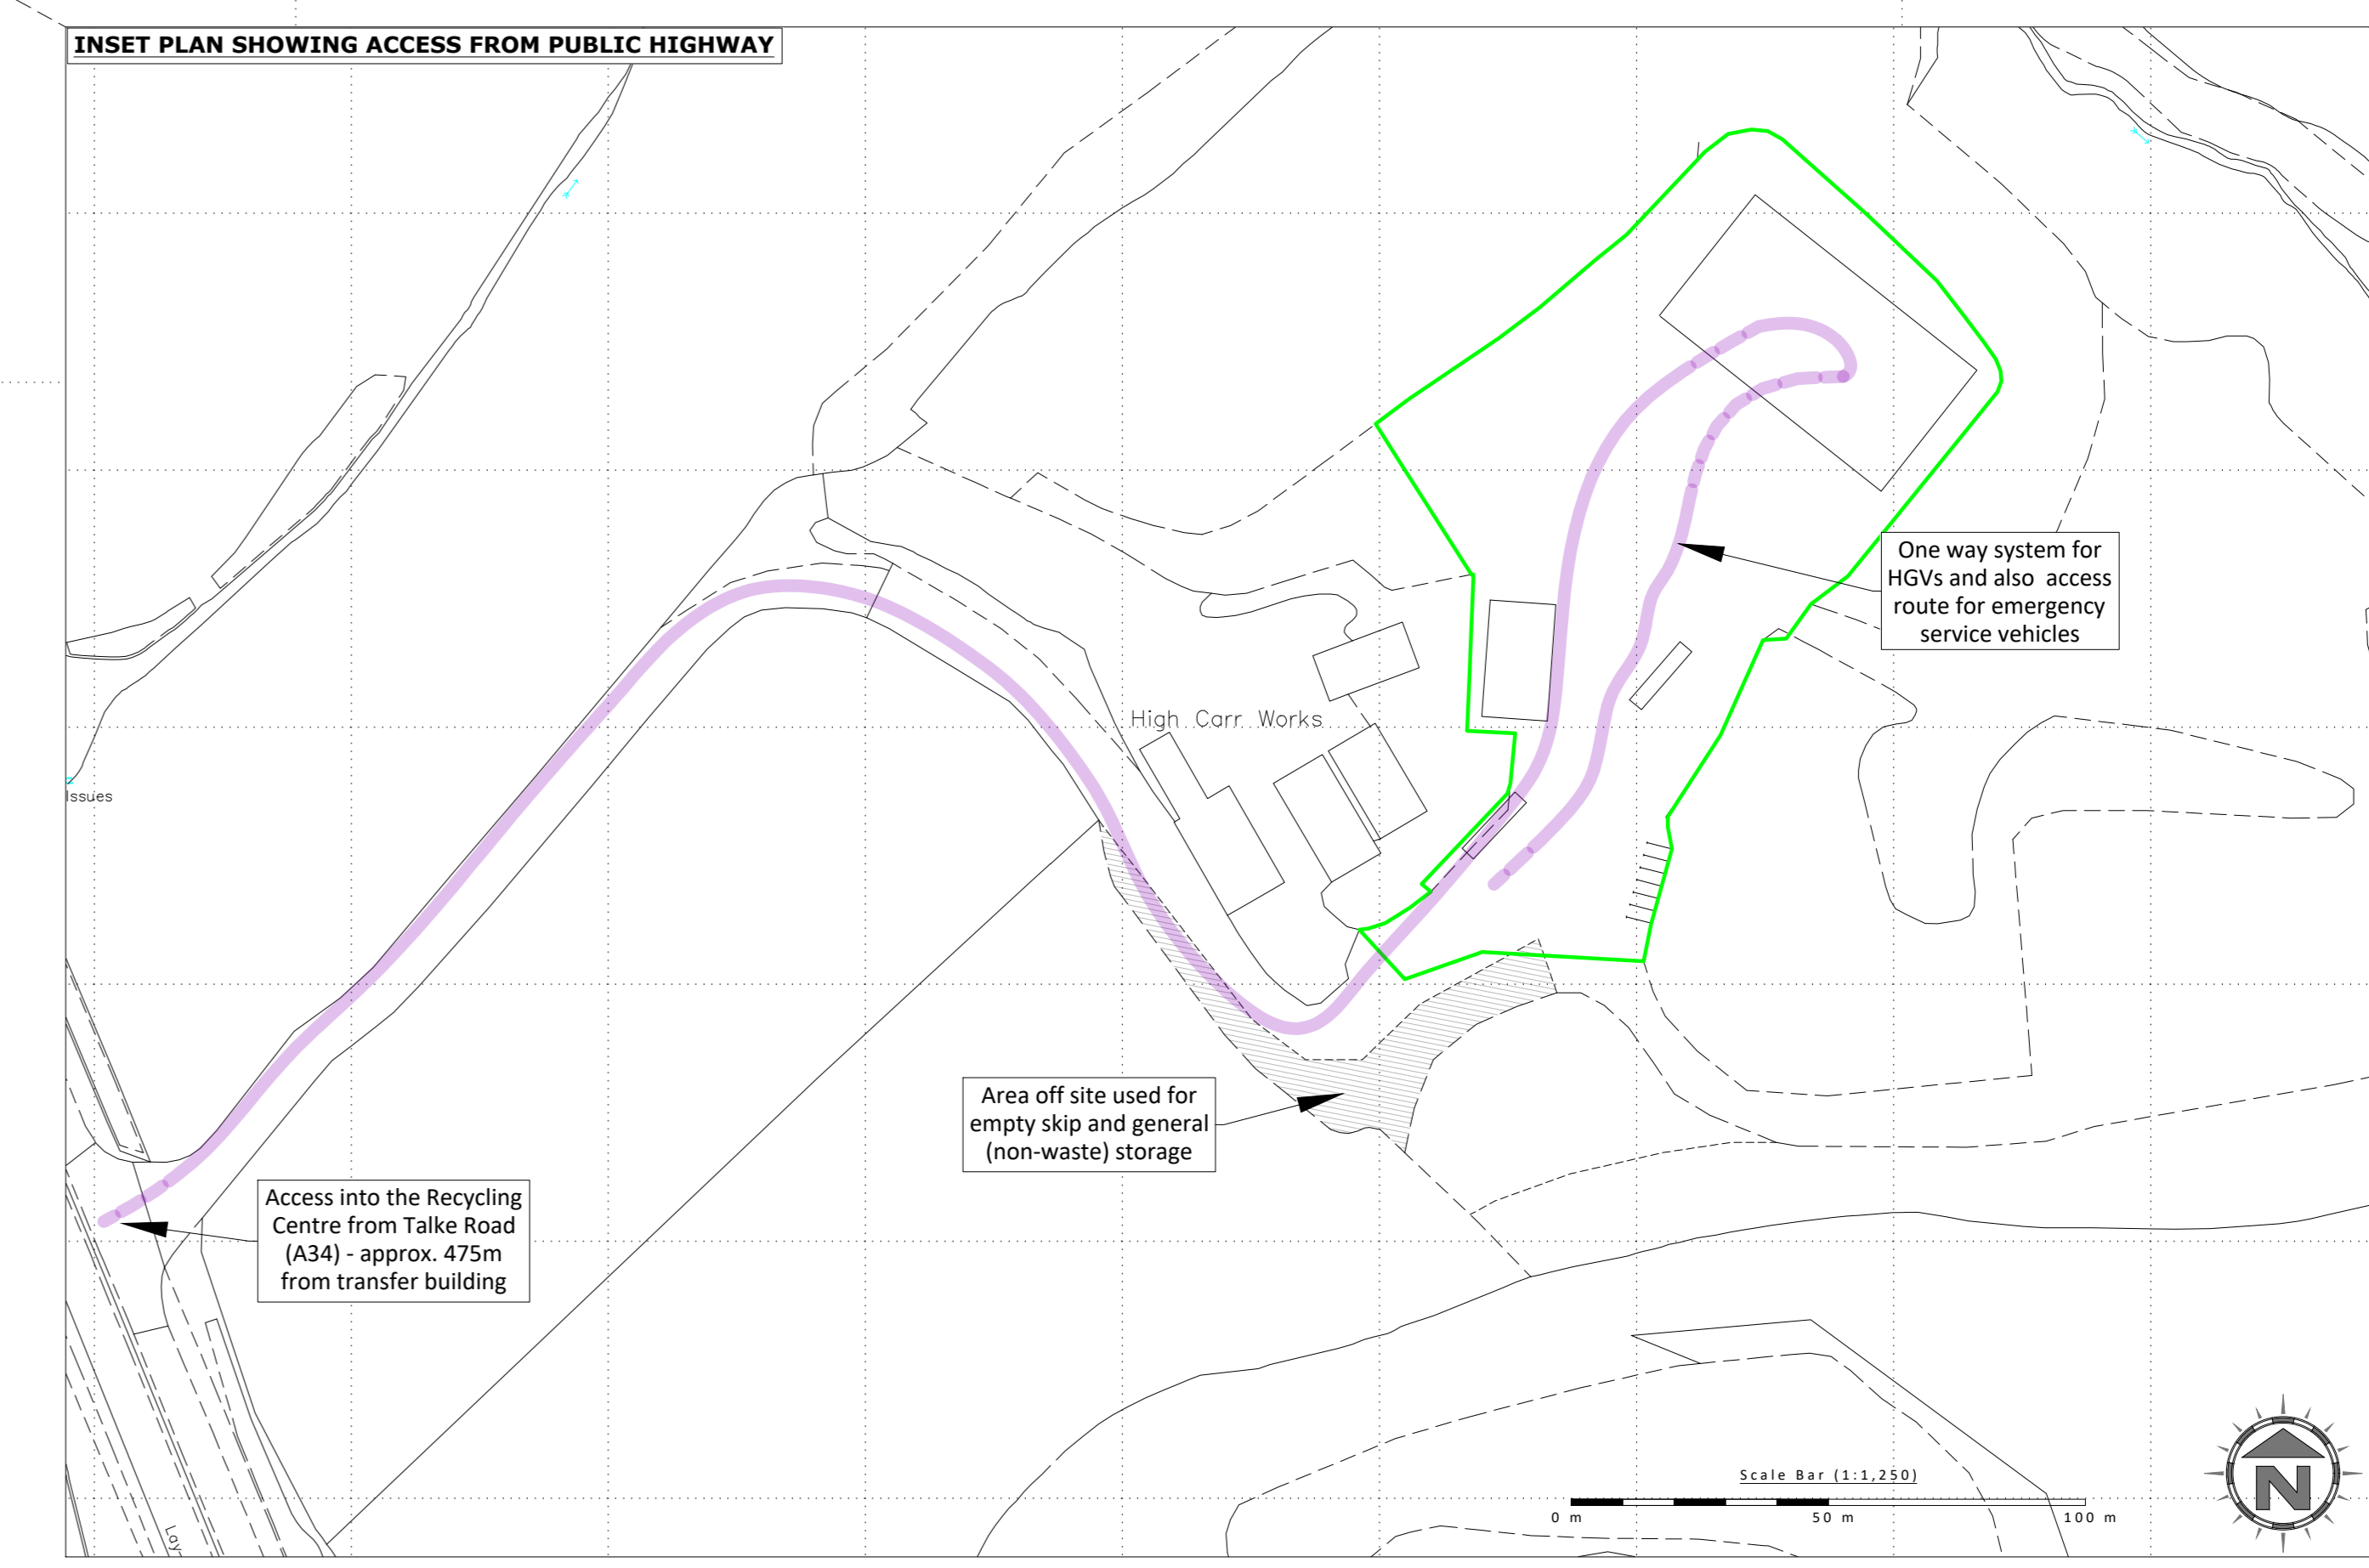 INSET PLAN SHOWING ACCESS FROM PUBLIC HIGHWAY
One way system for
HGVs and also access
route for emergency
service vehicles
High Carr Works
Issues
Area off site used for
empty skip and general
(non-waste) storage
Access into the Recycling
Centre from Talke Road
(A34) - approx. 475m
from transfer building
Scale Bar (1:1,250)
0 m 50 m 100 m
N
Lay